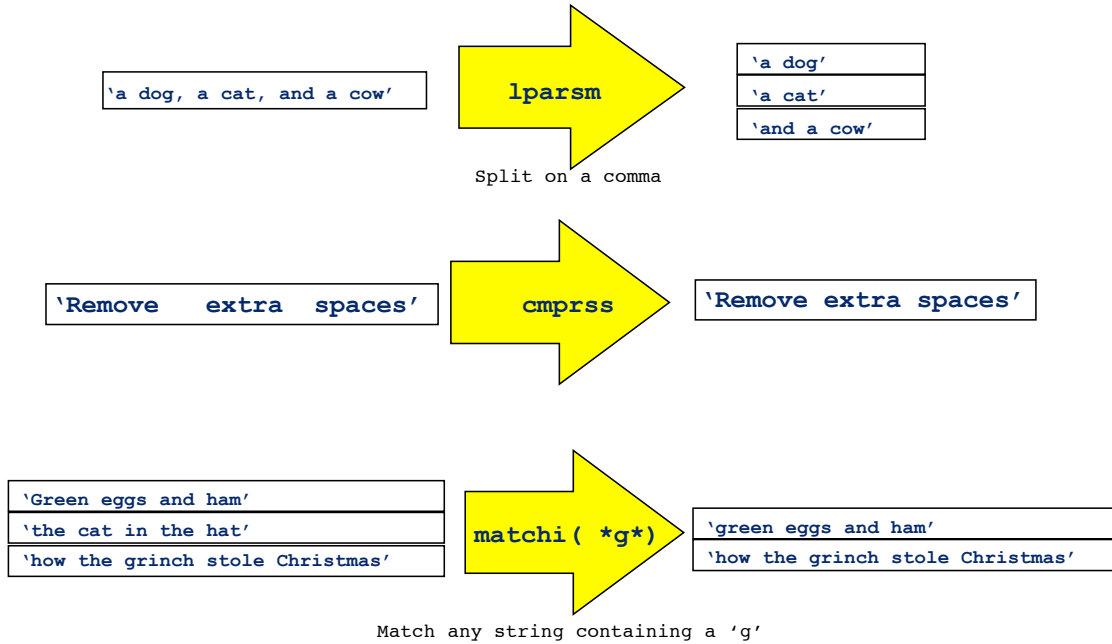 ‘a dog, a cat, and a cow’
lparsm
‘a dog’
‘a cat’
‘and a cow’
Split on a comma
‘Remove   extra  spaces’
cmprss
‘Remove extra spaces’
‘Green eggs and ham’
‘the cat in the hat’
‘how the grinch stole Christmas’
matchi( *g*)
‘green eggs and ham’
‘how the grinch stole Christmas’
Match any string containing a ‘g’